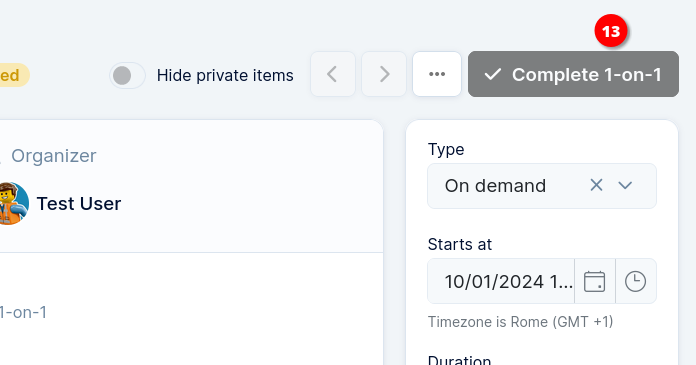 13
ed
Hide private items
Complete 1-on-1
Organizer
Test User
1-on-1
Type
On demand
Starts at
10/01/2024 1...
Timezone is Rome (GMT +1)
Duration